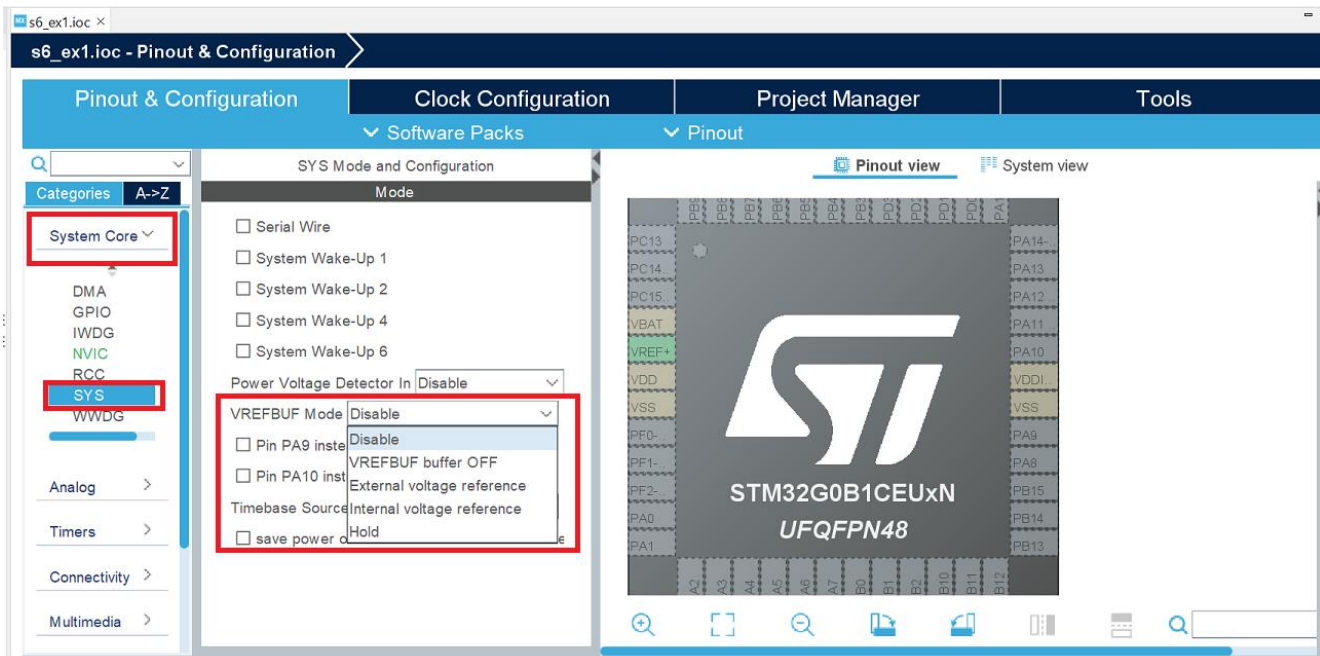 s6_ex1.ioc ×
s6_ex1.ioc - Pinout & Configuration
Pinout & Configuration
Clock Configuration
Project Manager
Tools
Software Packs
Pinout
Categories
A->Z
System Core
DMA
GPIO
IWDG
NVIC
RCC
SYS
WWDG
Analog
Timers
Connectivity
Multimedia
SYS Mode and Configuration
Mode
Serial Wire
System Wake-Up 1
System Wake-Up 2
System Wake-Up 4
System Wake-Up 6
Power Voltage Detector In Disable
VREFBUF Mode Disable
Pin PA9 inste
Pin PA10 inst
Timebase Source
save power o
Disable
VREFBUF buffer OFF
External voltage reference
Internal voltage reference
Hold
Pinout view
System view
PC13
PC14..
PC15..
VBAT
VREF+
VDD
VSS
PF0-..
PF1-..
PF2-..
PA0
PA1
PA14-..
PA13
PA12..
PA11..
PA10
VDDI..
VSS
PA9
PA8
PB15
PB14
PB13
STM32G0B1CEUxN
UFQFPN48